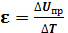 ε = ΔUпр / ΔT